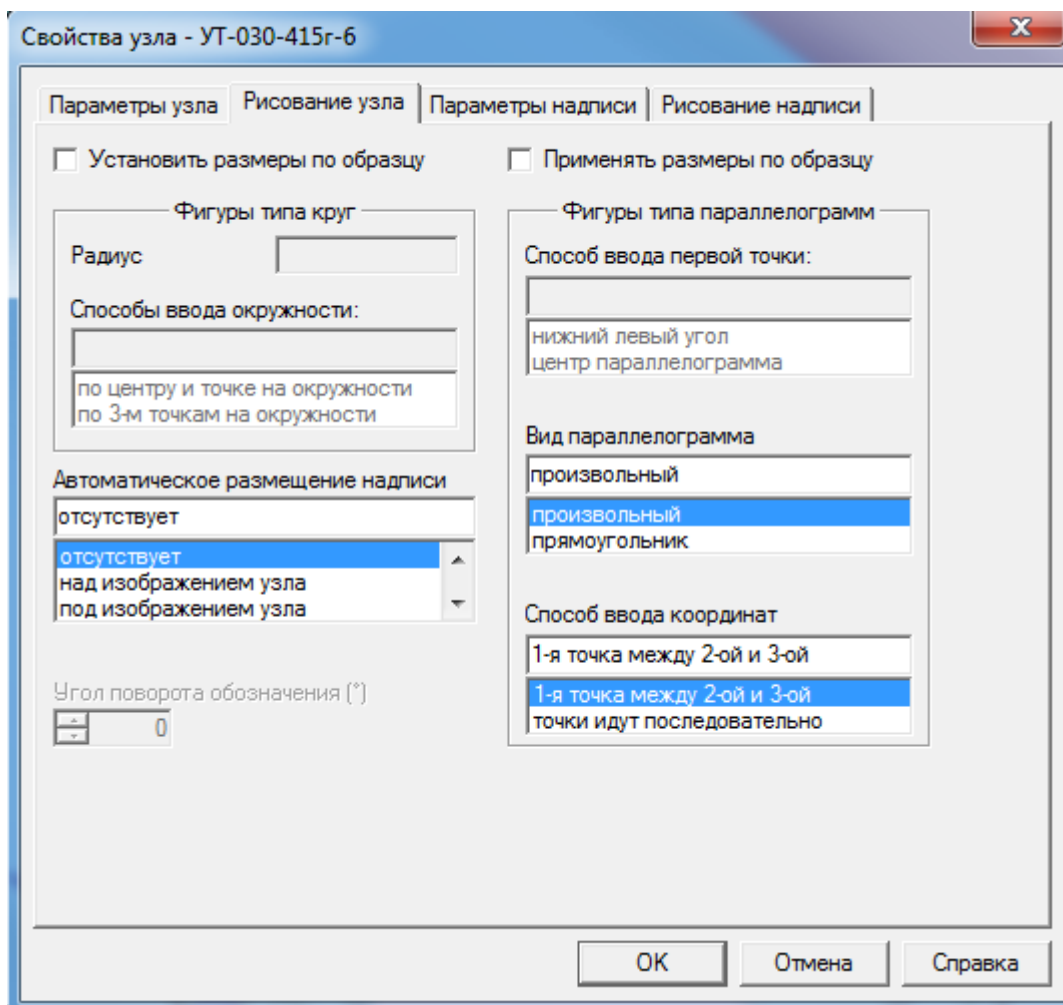 Свойства узла - УТ-030-415г-6
x
Параметры узла
Рисование узла
Параметры надписи
Рисование надписи
Установить размеры по образцу
Фигуры типа круг
Радиус
Способы ввода окружности:
по центру и точке на окружности
по 3-м точкам на окружности
Автоматическое размещение надписи
отсутствует
отсутствует
над изображением узла
под изображением узла
Угол поворота обозначения (°)
0
Применять размеры по образцу
Фигуры типа параллелограмм
Способ ввода первой точки:
нижний левый угол
центр параллелограмма
Вид параллелограмма
произвольный
произвольный
прямоугольник
Способ ввода координат
1-я точка между 2-ой и 3-ой
1-я точка между 2-ой и 3-ой
точки идут последовательно
OK
Отмена
Справка